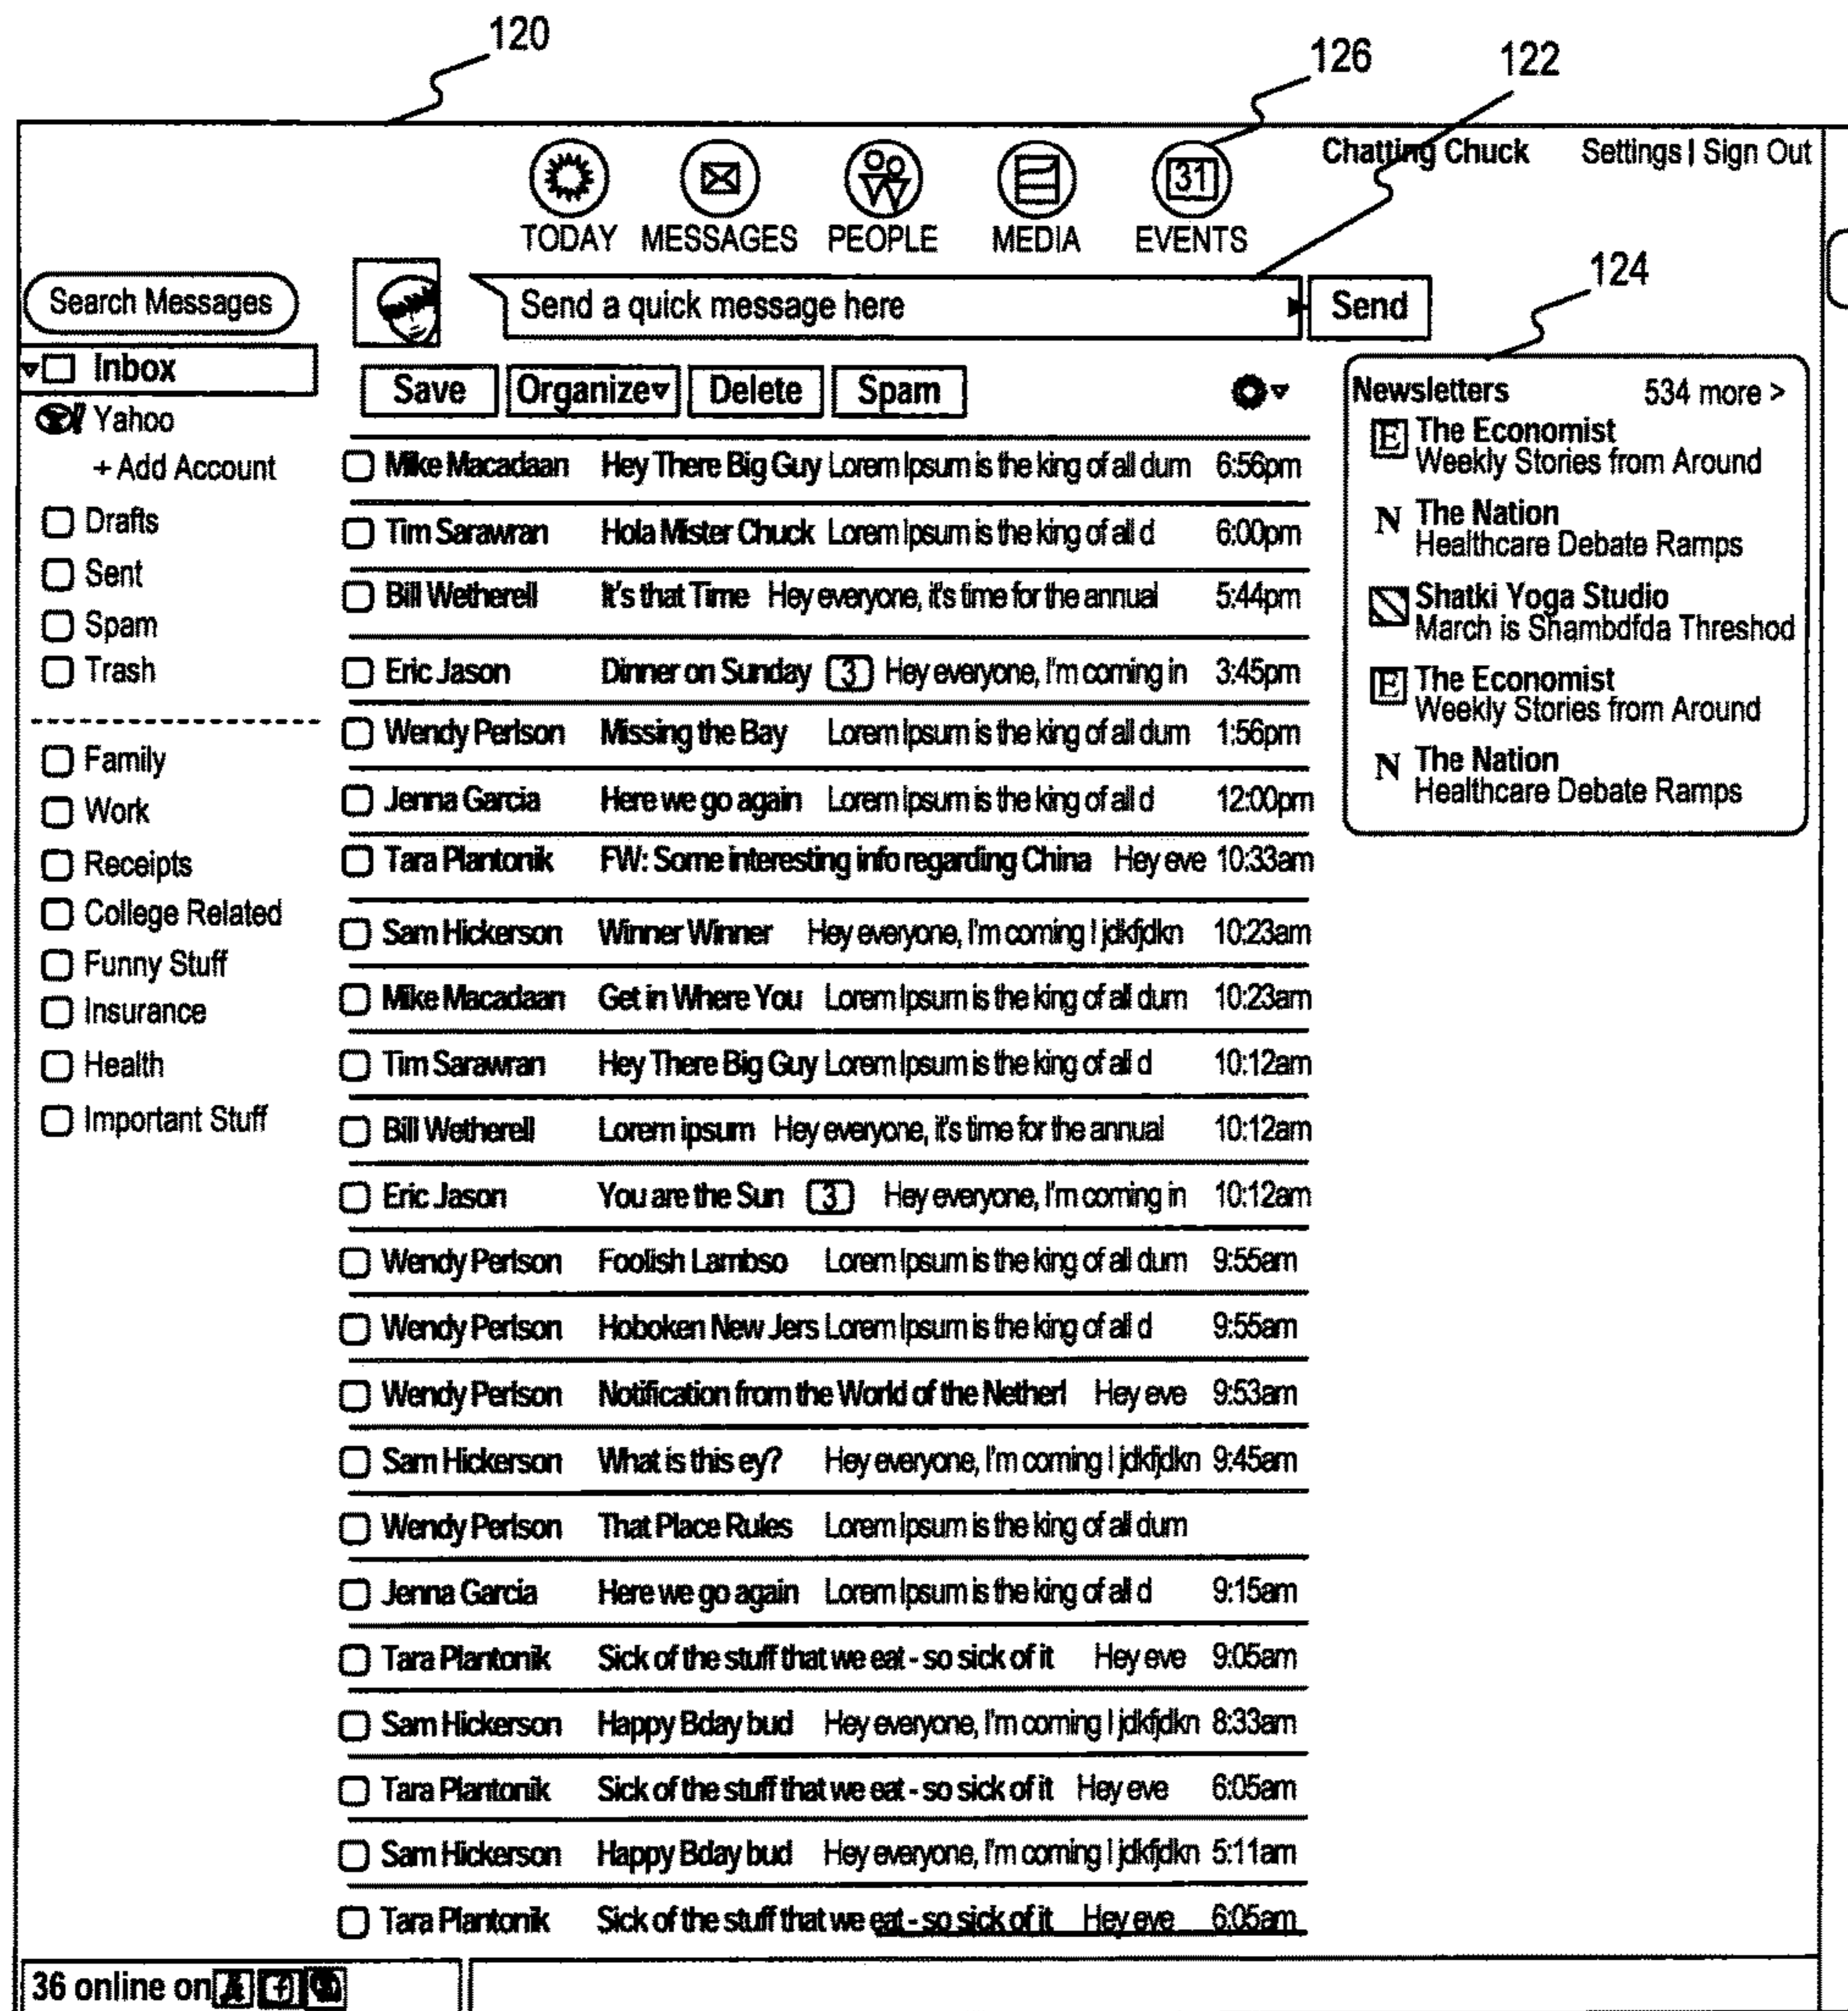 120
126
122
Chatting Chuck Settings | Sign Out
31
TODAY MESSAGES PEOPLE MEDIA EVENTS
124
Search Messages
Send a quick message here Send
Inbox
Yahoo
+ Add Account
Drafts
Sent
Spam
Trash
Family
Work
Receipts
College Related
Funny Stuff
Insurance
Health
Important Stuff
Save Organize Delete Spam
Mike Macadaan Hey There Big Guy Lorem Ipsum is the king of all dum 6:56pm
Tim Sarawran Hola Mister Chuck Lorem Ipsum is the king of all d 6:00pm
Bill Wetherell It's that Time Hey everyone, it's time for the annual 5:44pm
Eric Jason Dinner on Sunday 3 Hey everyone, I'm coming in 3:45pm
Wendy Perlson Missing the Bay Lorem Ipsum is the king of all dum 1:56pm
Jenna Garcia Here we go again Lorem Ipsum is the king of all d 12:00pm
Tara Plantonik FW: Some interesting info regarding China Hey eve 10:33am
Sam Hickerson Winner Winner Hey everyone, I'm coming I jdkfjdkn 10:23am
Mike Macadaan Get in Where You Lorem Ipsum is the king of all dum 10:23am
Tim Sarawran Hey There Big Guy Lorem Ipsum is the king of all d 10:12am
Bill Wetherell Lorem ipsum Hey everyone, it's time for the annual 10:12am
Eric Jason You are the Sun 3 Hey everyone, I'm coming in 10:12am
Wendy Perlson Foolish Lambso Lorem Ipsum is the king of all dum 9:55am
Wendy Perlson Hoboken New Jers Lorem Ipsum is the king of all d 9:55am
Wendy Perlson Notification from the World of the Netherl Hey eve 9:53am
Sam Hickerson What is this ey? Hey everyone, I'm coming I jdkfjdkn 9:45am
Wendy Perlson That Place Rules Lorem Ipsum is the king of all dum
Jenna Garcia Here we go again Lorem Ipsum is the king of all d 9:15am
Tara Plantonik Sick of the stuff that we eat - so sick of it Hey eve 9:05am
Sam Hickerson Happy Bday bud Hey everyone, I'm coming I jdkfjdkn 8:33am
Tara Plantonik Sick of the stuff that we eat - so sick of it Hey eve 6:05am
Sam Hickerson Happy Bday bud Hey everyone, I'm coming I jdkfjdkn 5:11am
Tara Plantonik Sick of the stuff that we eat - so sick of it Hey eve 6:05am
Newsletters 534 more >
E The Economist
Weekly Stories from Around
N The Nation
Healthcare Debate Ramps
Shatki Yoga Studio
March is Shambdfda Threshod
E The Economist
Weekly Stories from Around
N The Nation
Healthcare Debate Ramps
36 online on